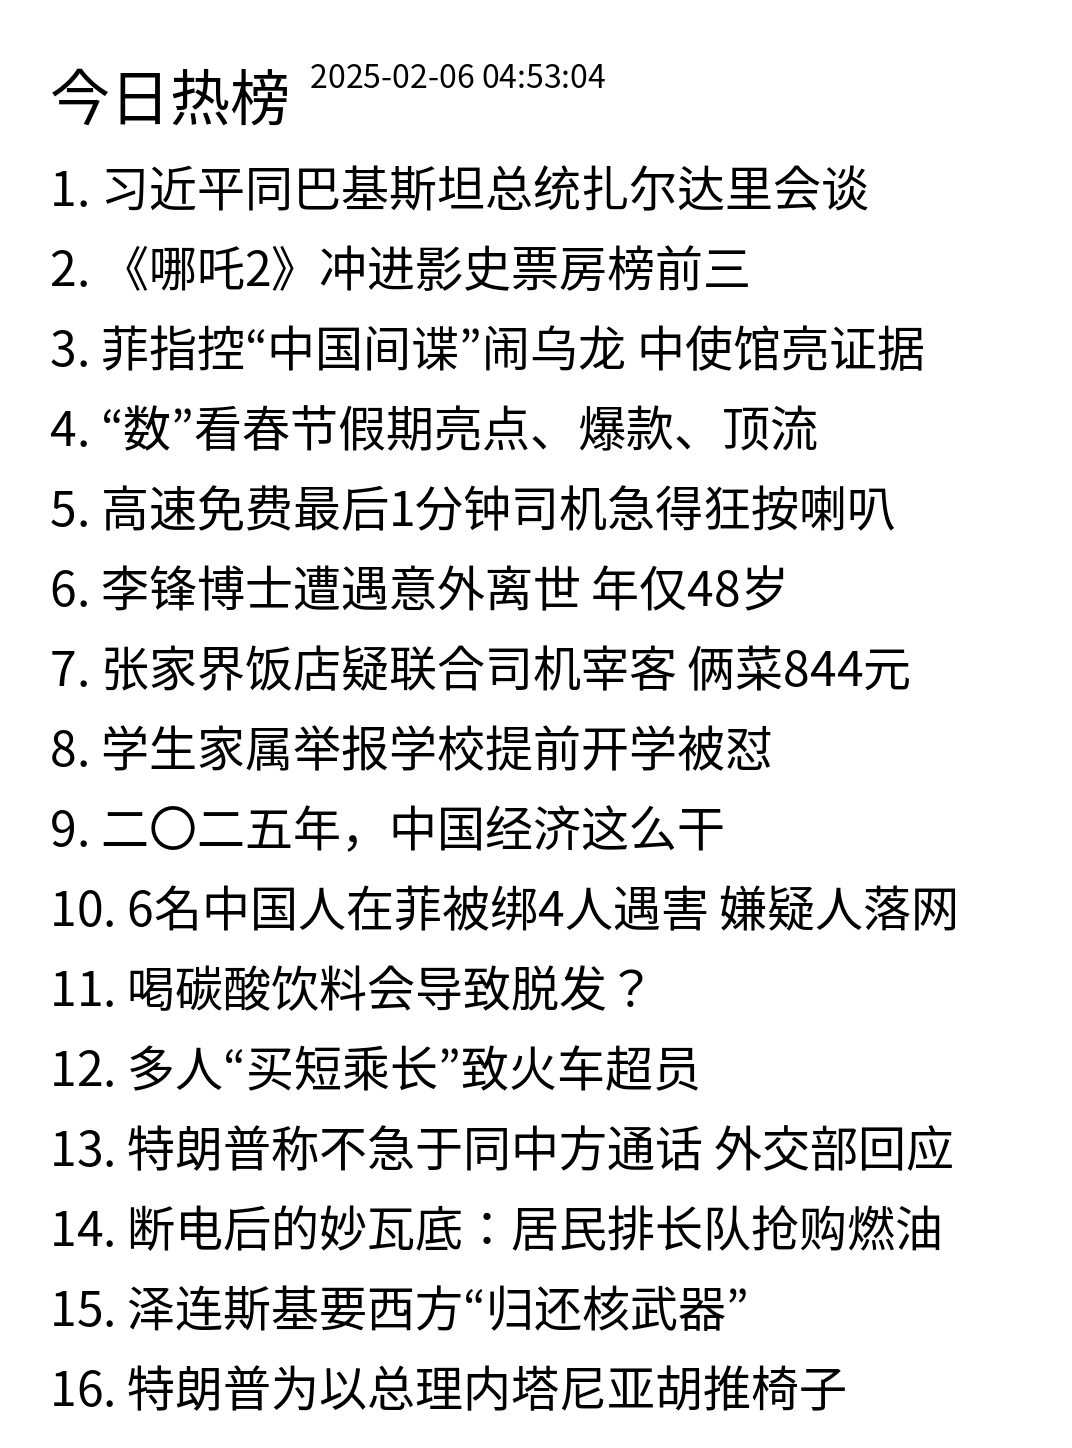 今日热榜 2025-02-06 04:53:04
1. 习近平同巴基斯坦总统扎尔达里会谈
2. 《哪吒2》冲进影史票房榜前三
3. 菲指控“中国间谍”闹乌龙 中使馆亮证据
4. “数”看春节假期亮点、爆款、顶流
5. 高速免费最后1分钟司机急得狂按喇叭
6. 李锋博士遭遇意外离世 年仅48岁
7. 张家界饭店疑联合司机宰客 俩菜844元
8. 学生家属举报学校提前开学被怼
9. 二〇二五年，中国经济这么干
10. 6名中国人在菲被绑4人遇害 嫌疑人落网
11. 喝碳酸饮料会导致脱发？
12. 多人“买短乘长”致火车超员
13. 特朗普称不急于同中方通话 外交部回应
14. 断电后的妙瓦底：居民排长队抢购燃油
15. 泽连斯基要西方“归还核武器”
16. 特朗普为以总理内塔尼亚胡推椅子